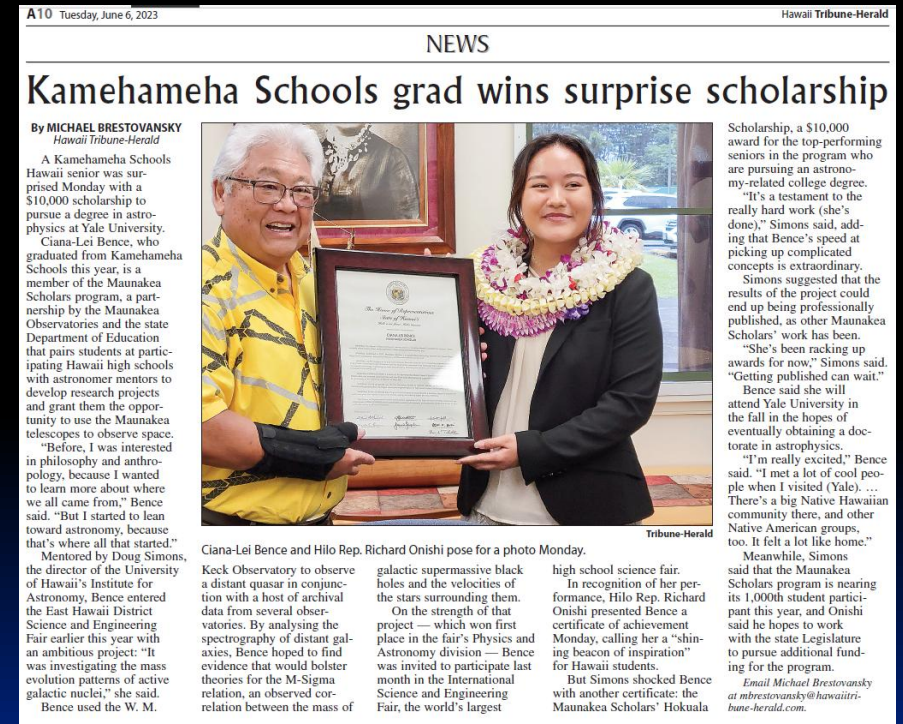 A10 Tuesday, June 6, 2023
Hawaii Tribune-Herald
NEWS
Kamehameha Schools grad wins surprise scholarship
By MICHAEL BRESTOVANSKY
Hawaii Tribune-Herald
A Kamehameha Schools
Hawaii senior was sur-
prised Monday with a
$10,000 scholarship to
pursue a degree in astro-
physics at Yale University.
Ciana-Lei Bence, who
graduated from Kamehameha
Schools this year, is a
member of the Maunakea
Scholars program, a part-
nership by the Maunakea
Observatories and the state
Department of Education
that pairs students at partic-
ipating Hawaii high schools
with astronomer mentors to
develop research projects
and grant them the oppor-
tunity to use the Maunakea
telescopes to observe space.
“Before, I was interested
in philosophy and anthro-
pology, because I wanted
to learn more about where
we all came from,” Bence
said. “But I started to lean
toward astronomy, because
that’s where all that started.”
Mentored by Doug Simons,
the director of the University
of Hawaii’s Institute for
Astronomy, Bence entered
the East Hawaii District
Science and Engineering
Fair earlier this year with
an ambitious project: “It
was investigating the mass
evolution patterns of active
galactic nuclei,” she said.
Bence used the W. M.
The House of Representatives
State of Hawai‘i
Tribune-Herald
Ciana-Lei Bence and Hilo Rep. Richard Onishi pose for a photo Monday.
Keck Observatory to observe
a distant quasar in conjunc-
tion with a host of archival
data from several obser-
vatories. By analysing the
spectrography of distant gal-
axies, Bence hoped to find
evidence that would bolster
theories for the M-Sigma
relation, an observed cor-
relation between the mass of
galactic supermassive black
holes and the velocities of
the stars surrounding them.
On the strength of that
project — which won first
place in the fair’s Physics and
Astronomy division — Bence
was invited to participate last
month in the International
Science and Engineering
Fair, the world’s largest
high school science fair.
In recognition of her per-
formance, Hilo Rep. Richard
Onishi presented Bence a
certificate of achievement
Monday, calling her a “shin-
ing beacon of inspiration”
for Hawaii students.
But Simons shocked Bence
with another certificate: the
Maunakea Scholars’ Hokuala
Scholarship, a $10,000
award for the top-performing
seniors in the program who
are pursuing an astrono-
my-related college degree.
“It’s a testament to the
really hard work (she’s
done),” Simons said, add-
ing that Bence’s speed at
picking up complicated
concepts is extraordinary.
Simons suggested that the
results of the project could
end up being professionally
published, as other Maunakea
Scholars’ work has been.
“She’s been racking up
awards for now,” Simons said.
“Getting published can wait.”
Bence said she will
attend Yale University in
the fall in the hopes of
eventually obtaining a doc-
torate in astrophysics.
“I’m really excited,” Bence
said. “I met a lot of cool peo-
ple when I visited (Yale). …
There’s a big Native Hawaiian
community there, and other
Native American groups,
too. It felt a lot like home.”
Meanwhile, Simons
said that the Maunakea
Scholars program is nearing
its 1,000th student partici-
pant this year, and Onishi
said he hopes to work
with the state Legislature
to pursue additional fund-
ing for the program.
Email Michael Brestovansky
at mbrestovansky@hawaiitri-
bune-herald.com.